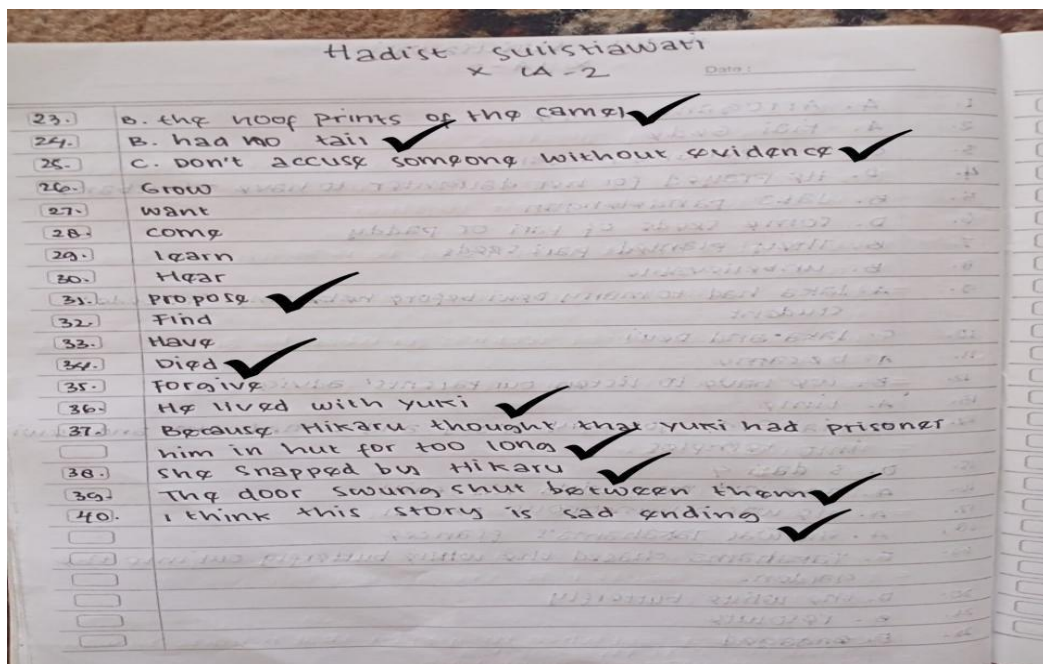 Hadist Sulistiawati
X IA-2
Date:
23. B. the hoof prints of the camel
24. B. had no tail
25. C. Don't accuse someone without evidence
26. Grow
27. want
28. come
29. learn
30. Hear
31. propose
32. Find
33. Have
34. Died
35. Forgive
36. He lived with Yuki
37. Because Hikaru thought that Yuki had prisoner
him in hut for too long
38. She snapped by Hikaru
39. The door swung shut between them
40. I think this story is sad ending